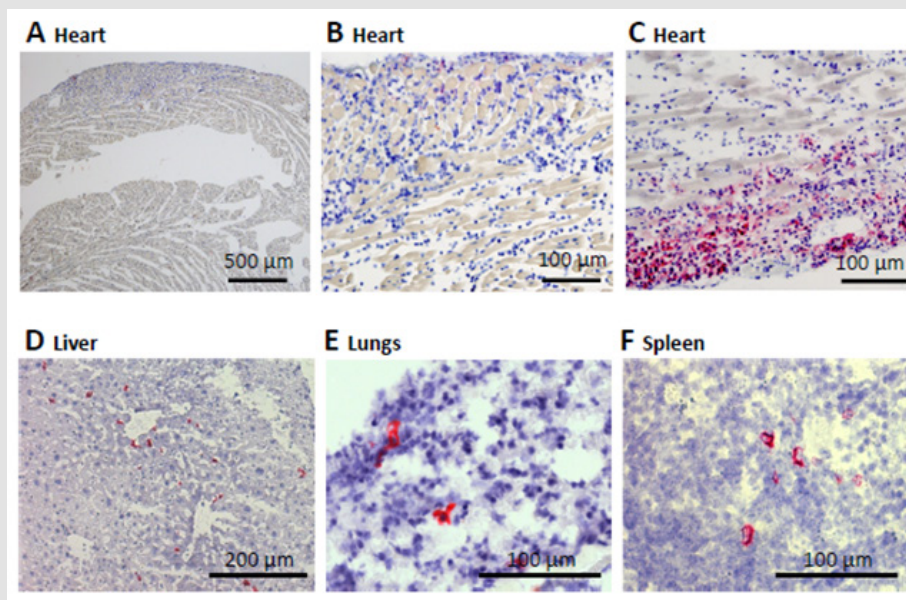 A Heart
B Heart
C Heart
500 µm
100 µm
100 µm
D Liver
E Lungs
F Spleen
200 µm
100 µm
100 µm